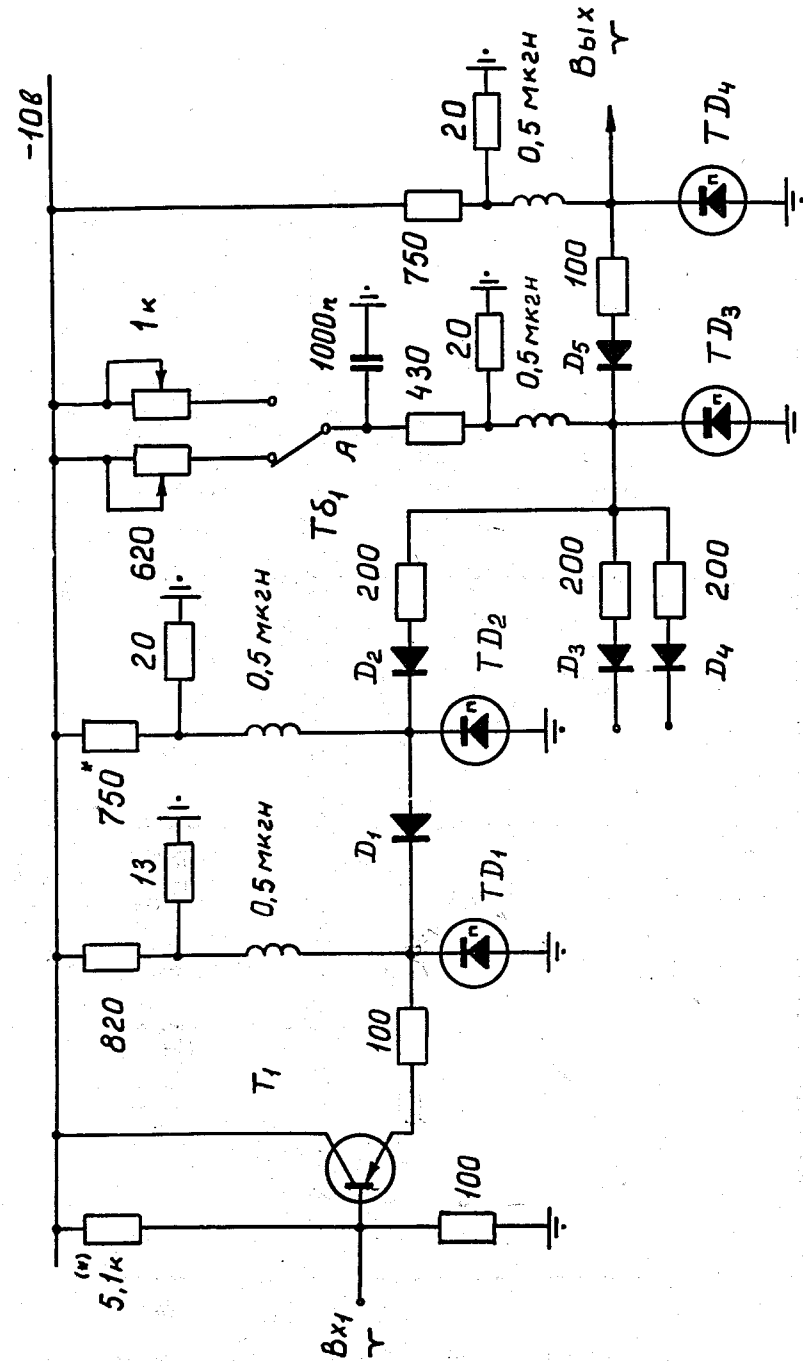 -10в
5,1к
(*)
820
13
750
*
20
620
1к
Тб₁
А
1000п
430
20
0,5 мкгн
750
20
0,5 мкгн
0,5 мкгн
0,5 мкгн
Т₁
Вх₁
100
100
D₁
TD₁
п
D₂
200
TD₂
п
D₃
200
D₄
200
D₅
100
TD₃
п
TD₄
п
Вых